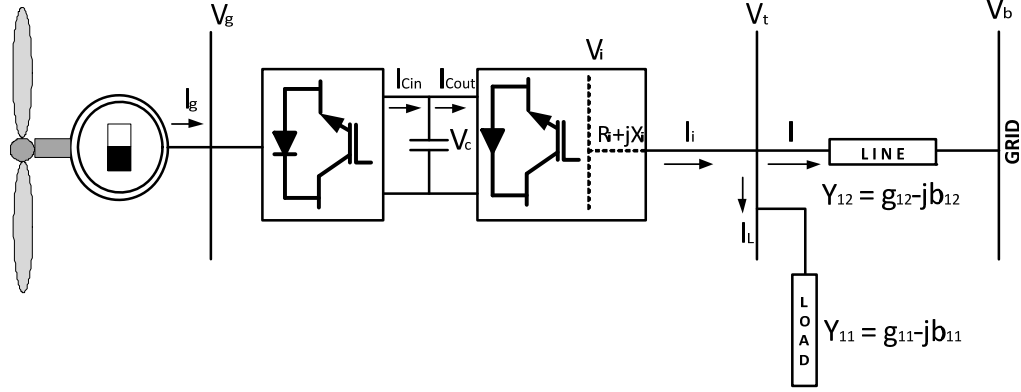 Vg
Vt
Vb
Ig
ICin
ICout
Vc
Vi
Ri+jXi
Ii
I
LINE
GRID
Y12 = g12-jb12
IL
LOAD
Y11 = g11-jb11